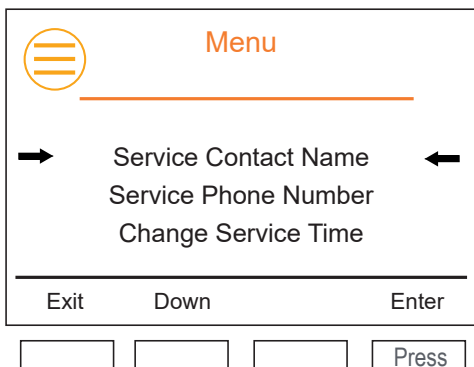 Menu
Service Contact Name
Service Phone Number
Change Service Time
Exit Down Enter
Press